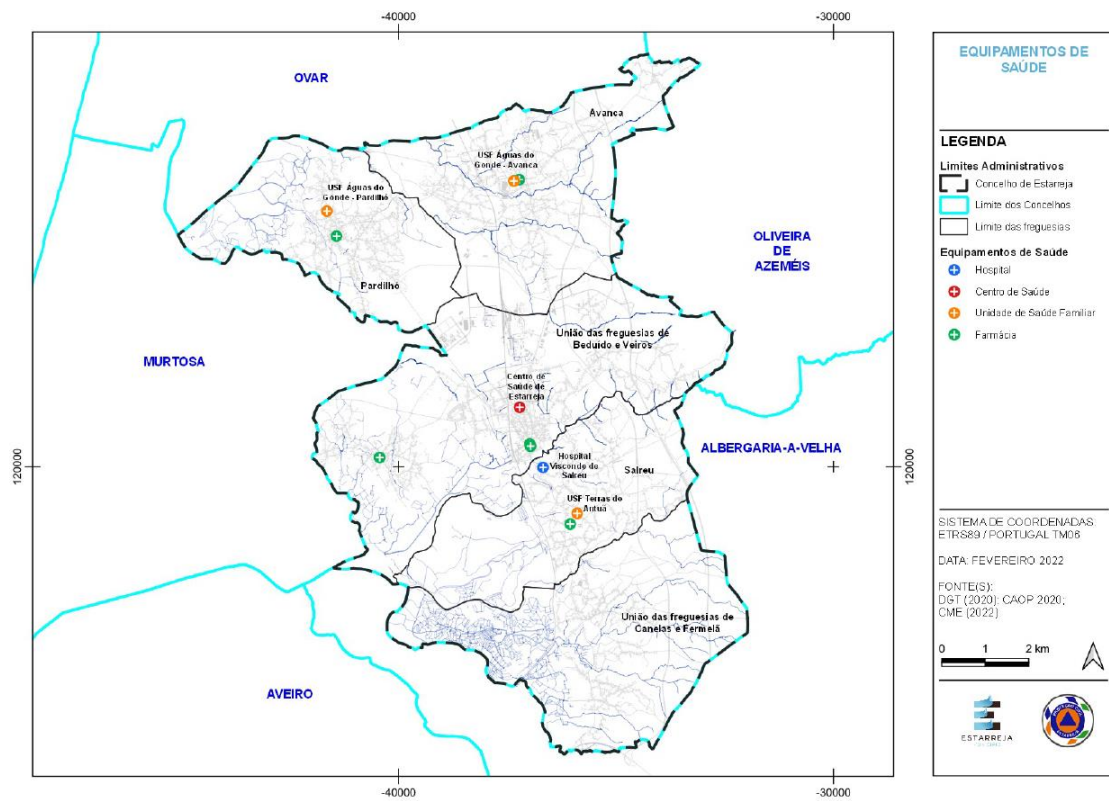 -40000
-30000
OVAR
Avanca
USF Águas do
Gonde - Avanca
USF Águas do
Gonde - Pardilhó
Pardilhó
OLIVEIRA
DE
AZEMÉIS
União das freguesias de
Beduído e Veiros
MURTOSA
Centro de
Saúde de
Estarreja
ALBERGARIA-A-VELHA
120000
120000
Hospital
Visconde de
Salreu
Salreu
USF Terras do
Antuã
União das freguesias de
Canelas e Fermelã
AVEIRO
-40000
-30000
EQUIPAMENTOS DE
SAÚDE
LEGENDA
Limites Administrativos
Concelho de Estarreja
Limite dos Concelhos
Limite das freguesias
Equipamentos de Saúde
Hospital
Centro de Saúde
Unidade de Saúde Familiar
Farmácia
SISTEMA DE COORDENADAS
ETRS89 / PORTUGAL TM06
DATA: FEVEREIRO 2022
FONTE(S):
DGT (2020): CAOP 2020;
CME (2022)
0 1 2 km
ESTARREJA